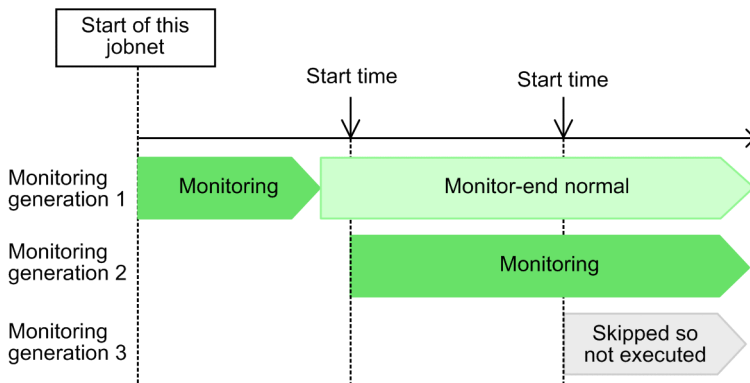 Start of this
jobnet
Start time
Start time
Monitoring
generation 1
Monitoring
Monitor-end normal
Monitoring
generation 2
Monitoring
Monitoring
generation 3
Skipped so
not executed